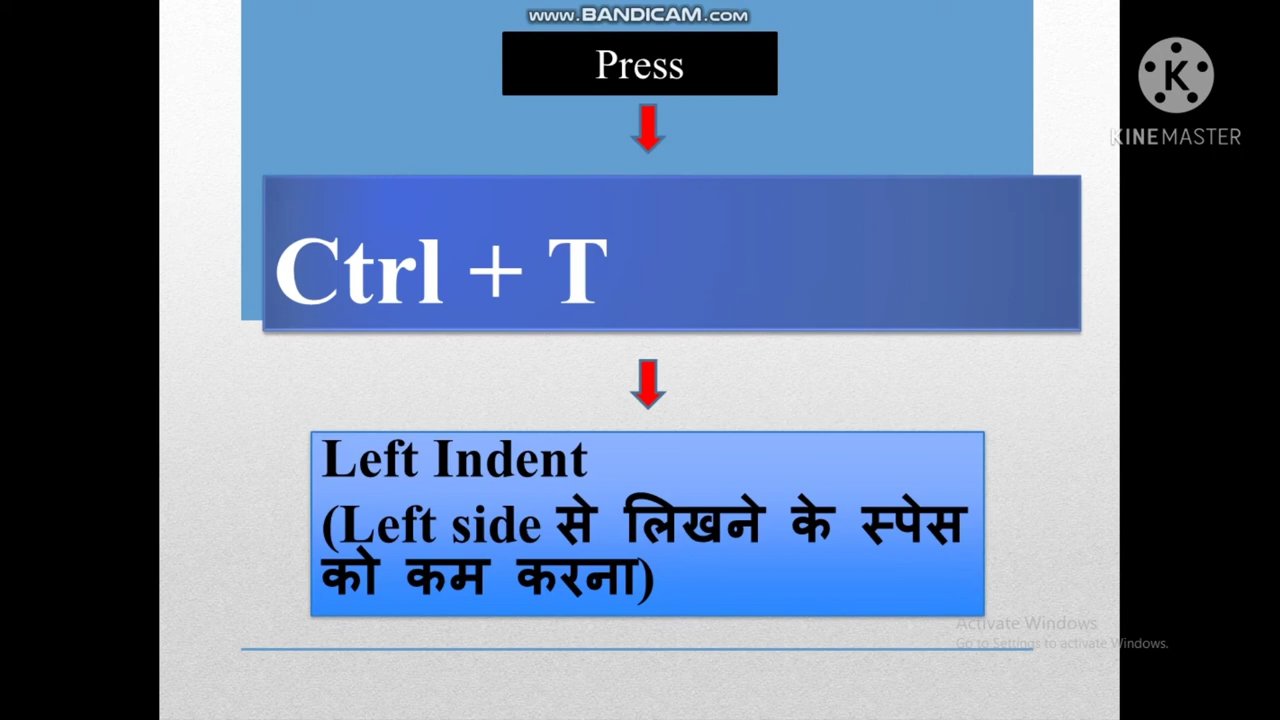 www.BANDICAM.com
Press
K
KINEMASTER
Ctrl + T
Left Indent
(Left side से लिखने के स्पेस
को कम करना)
Activate Windows
Go to Settings to activate Windows.